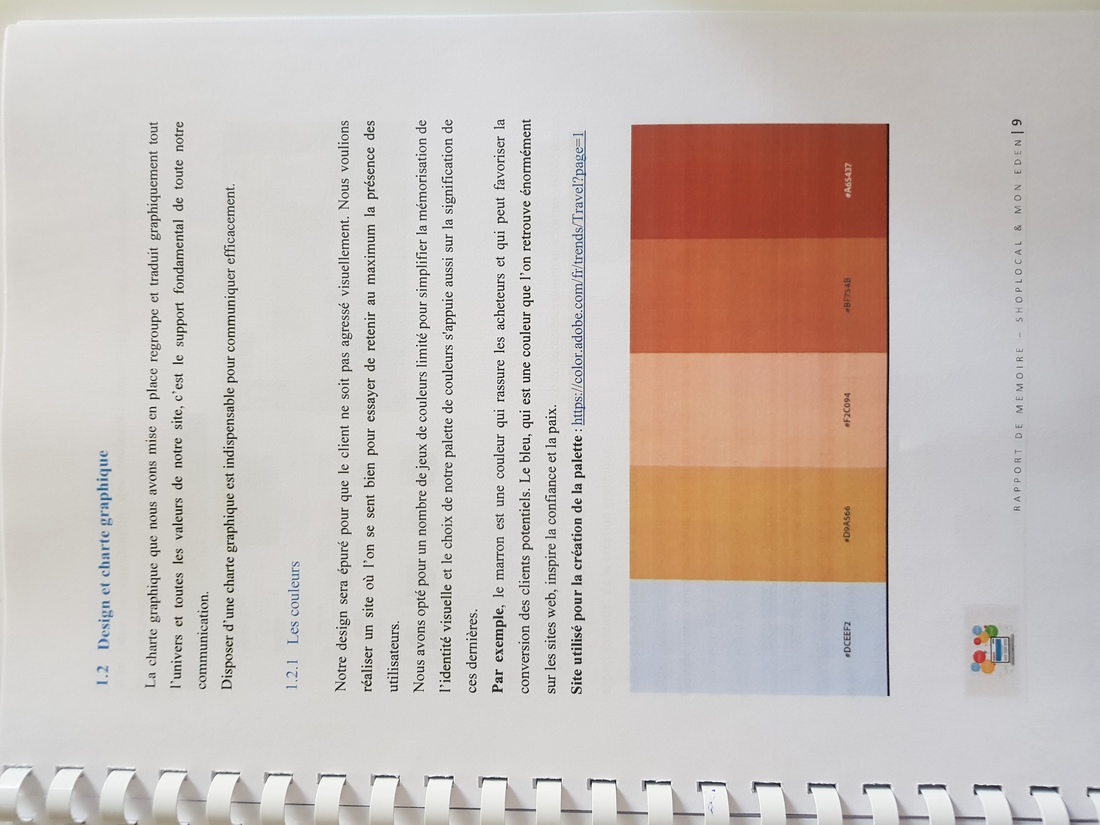 1.2 Design et charte graphique
La charte graphique que nous avons mise en place regroupe et traduit graphiquement tout
l’univers et toutes les valeurs de notre site, c’est le support fondamental de toute notre
communication.
Disposer d’une charte graphique est indispensable pour communiquer efficacement.
1.2.1 Les couleurs
Notre design sera épuré pour que le client ne soit pas agressé visuellement. Nous voulions
réaliser un site où l’on se sent bien pour essayer de retenir au maximum la présence des
utilisateurs.
Nous avons opté pour un nombre de jeux de couleurs limité pour simplifier la mémorisation de
l’identité visuelle et le choix de notre palette de couleurs s'appuie aussi sur la signification de
ces dernières.
Par exemple, le marron est une couleur qui rassure les acheteurs et qui peut favoriser la
conversion des clients potentiels. Le bleu, qui est une couleur que l’on retrouve énormément
sur les sites web, inspire la confiance et la paix.
Site utilisé pour la création de la palette : https://color.adobe.com/fr/trends/Travel?page=1
#DCEEF2 #D9A566 #F2C094 #BF754B #A65437
RAPPORT DE MEMOIRE – SHOPLOCAL & MON EDEN | 9